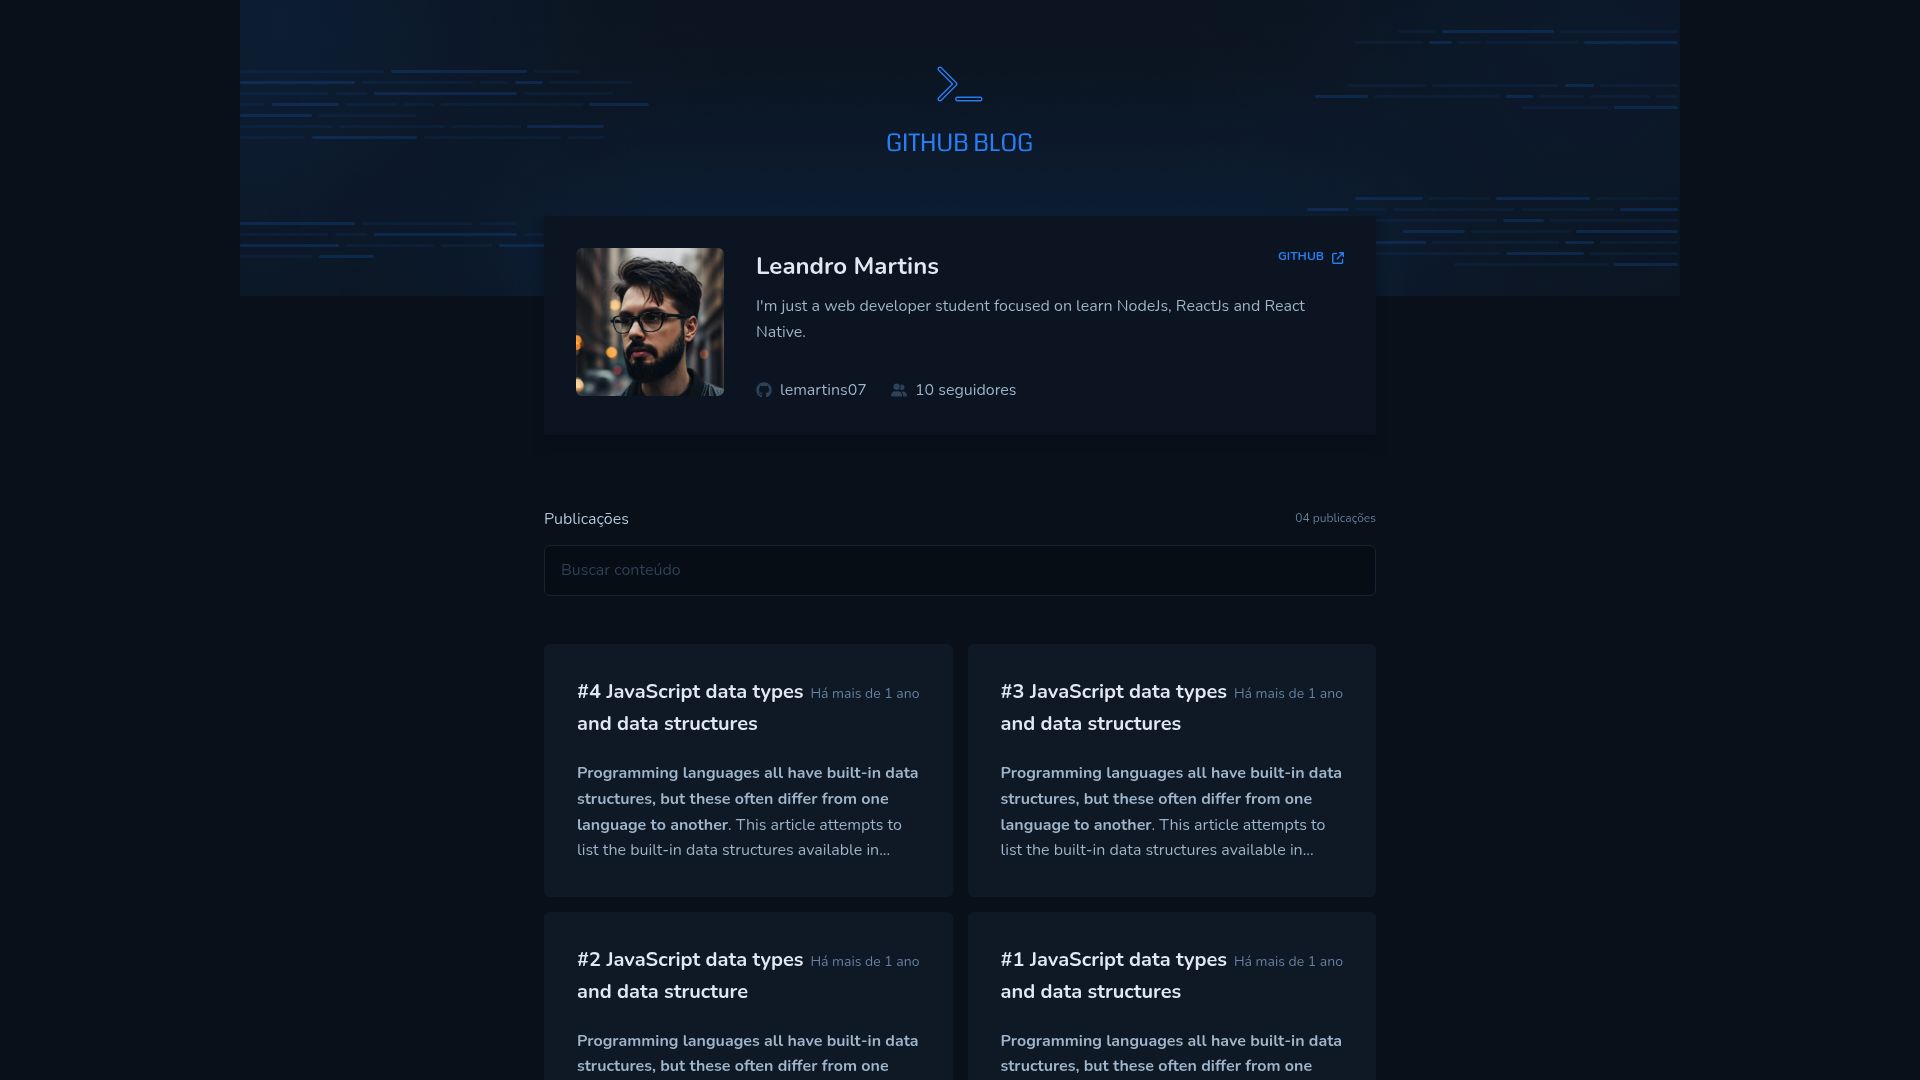 GITHUB BLOG
Leandro Martins
GITHUB
I'm just a web developer student focused on learn NodeJs, ReactJs and React
Native.
lemartins07
10 seguidores
Publicações
04 publicações
Buscar conteúdo
#4 JavaScript data types
and data structures
Há mais de 1 ano
Programming languages all have built-in data
structures, but these often differ from one
language to another. This article attempts to
list the built-in data structures available in...
#3 JavaScript data types
and data structures
Há mais de 1 ano
Programming languages all have built-in data
structures, but these often differ from one
language to another. This article attempts to
list the built-in data structures available in...
#2 JavaScript data types
and data structure
Há mais de 1 ano
Programming languages all have built-in data
structures, but these often differ from one
#1 JavaScript data types
and data structures
Há mais de 1 ano
Programming languages all have built-in data
structures, but these often differ from one